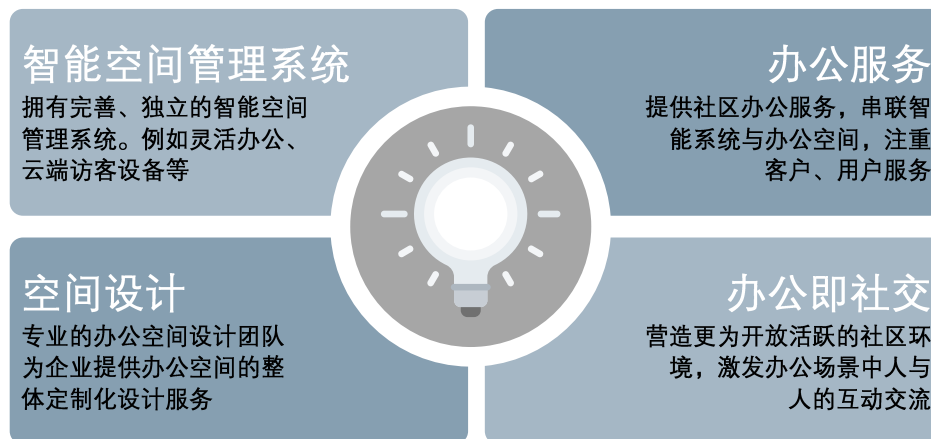 智能空间管理系统
拥有完善、独立的智能空间
管理系统。例如灵活办公、
云端访客设备等
办公服务
提供社区办公服务，串联智
能系统与办公空间，注重
客户、用户服务
空间设计
专业的办公空间设计团队
为企业提供办公空间的整
体定制化设计服务
办公即社交
营造更为开放活跃的社区环
境，激发办公场景中人与
人的互动交流